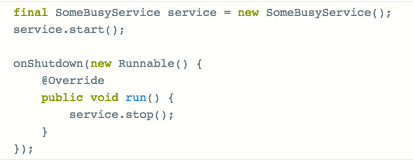 final SomeBusyService service = new SomeBusyService();
service.start();

onShutdown(new Runnable() {
    @Override
    public void run() {
        service.stop();
    }
});